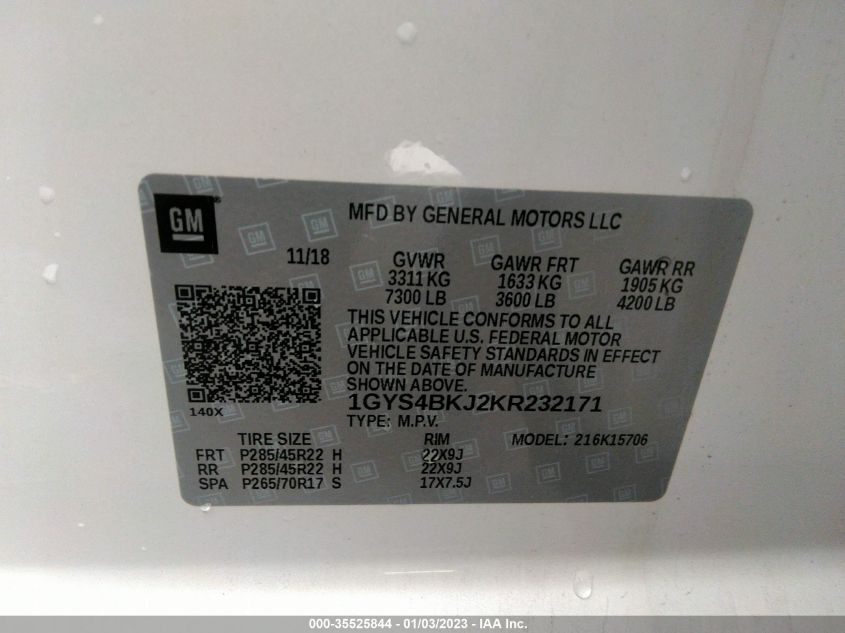 GM
®
MFD BY GENERAL MOTORS LLC
11/18 GVWR GAWR FRT GAWR RR
3311 KG 1633 KG 1905 KG
7300 LB 3600 LB 4200 LB
THIS VEHICLE CONFORMS TO ALL
APPLICABLE U.S. FEDERAL MOTOR
VEHICLE SAFETY STANDARDS IN EFFECT
ON THE DATE OF MANUFACTURE
SHOWN ABOVE.
140X
1GYS4BKJ2KR232171
TYPE: M.P.V.
TIRE SIZE RIM MODEL: 216K15706
FRT P285/45R22 H 22X9J
RR P285/45R22 H 22X9J
SPA P265/70R17 S 17X7.5J
000-35525844 - 01/03/2023 - IAA Inc.